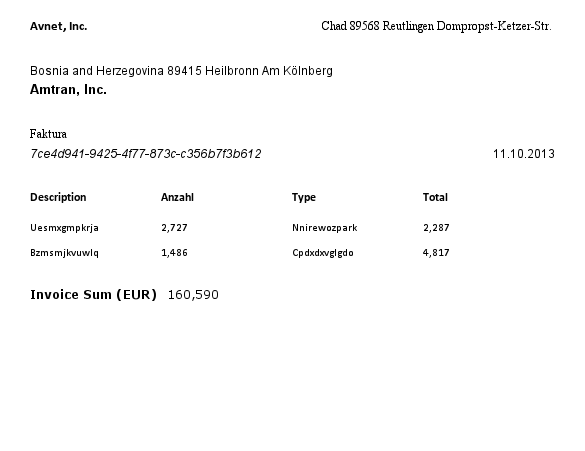 Avnet, Inc. Chad 89568 Reutlingen Dompropst-Ketzer-Str.
Bosnia and Herzegovina 89415 Heilbronn Am Kölnberg
Amtran, Inc.
Faktura
7ce4d941-9425-4f77-873c-c356b7f3b612 11.10.2013
Description Anzahl Type Total
Uesmxgmpkrja 2,727 Nnirewozpark 2,287
Bzmsmjkvuwlq 1,486 Cpdxdxvglgdo 4,817
Invoice Sum (EUR) 160,590